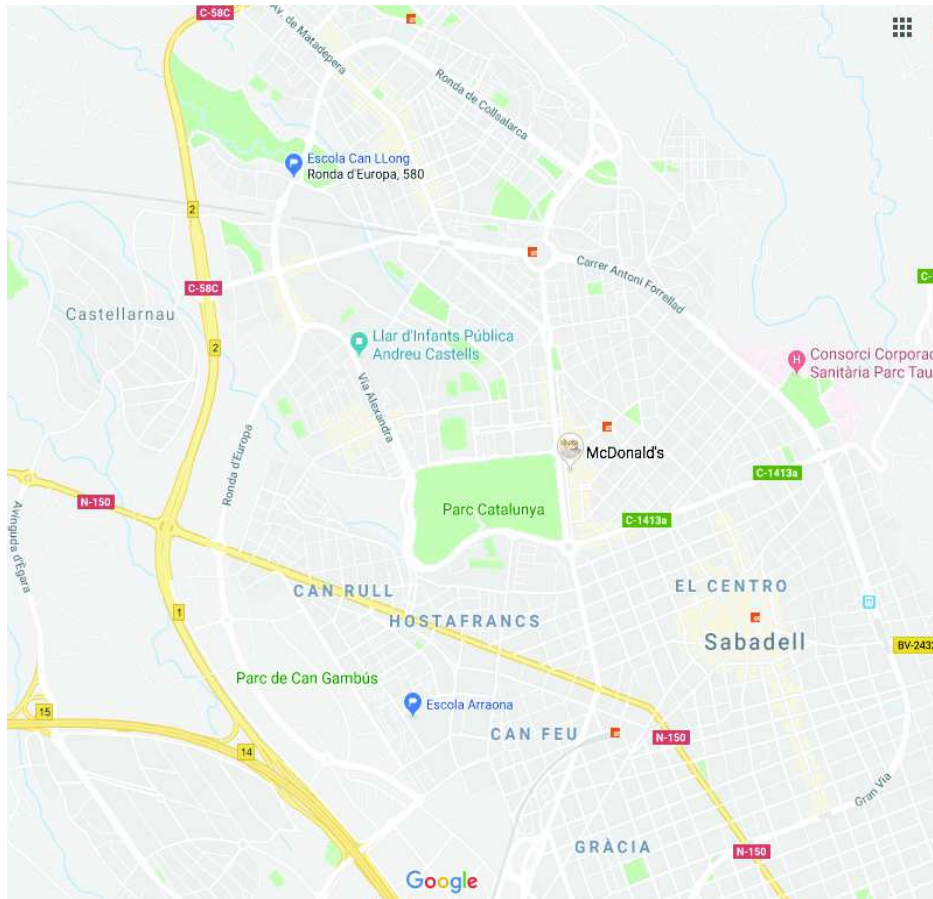 C-58C
Av. de Matadepera
Ronda de Collsalarca
Escola Can LLong
Ronda d'Europa, 580
2
Carrer Antoni Forrellad
C-
C-58C
Castellarnau
Llar d'Infants Pública
Andreu Castells
2
H
Consorci Corporac
Sanitària Parc Tau
Via Alexandra
Ronda d'Europa
McDonald's
C-1413a
N-150
Parc Catalunya
C-1413a
Avinguda d'Ègara
CAN RULL
EL CENTRO
HOSTAFRANCS
1
Sabadell
BV-2432
Parc de Can Gambús
Escola Arraona
15
CAN FEU
N-150
14
Gran Via
GRÀCIA
N-150
Google